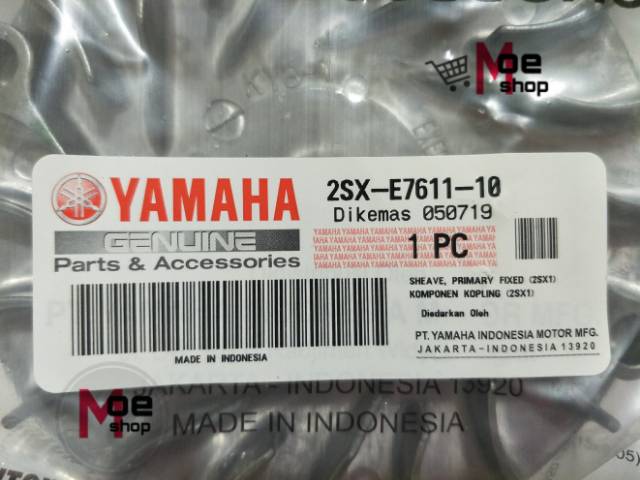 Moe
shop
YAMAHA
GENUINE
Parts & Accessories
2SX-E7611-10
Dikemas 050719
1 PC
SHEAVE, PRIMARY FIXED (2SX1)
KOMPONEN KOPLING (2SX1)
Diedarkan Oleh
PT. YAMAHA INDONESIA MOTOR MFG.
JAKARTA-INDONESIA 13920
MADE IN INDONESIA
JAKARTA - INDONESIA 13920
MADE IN INDONESIA
Moe
shop